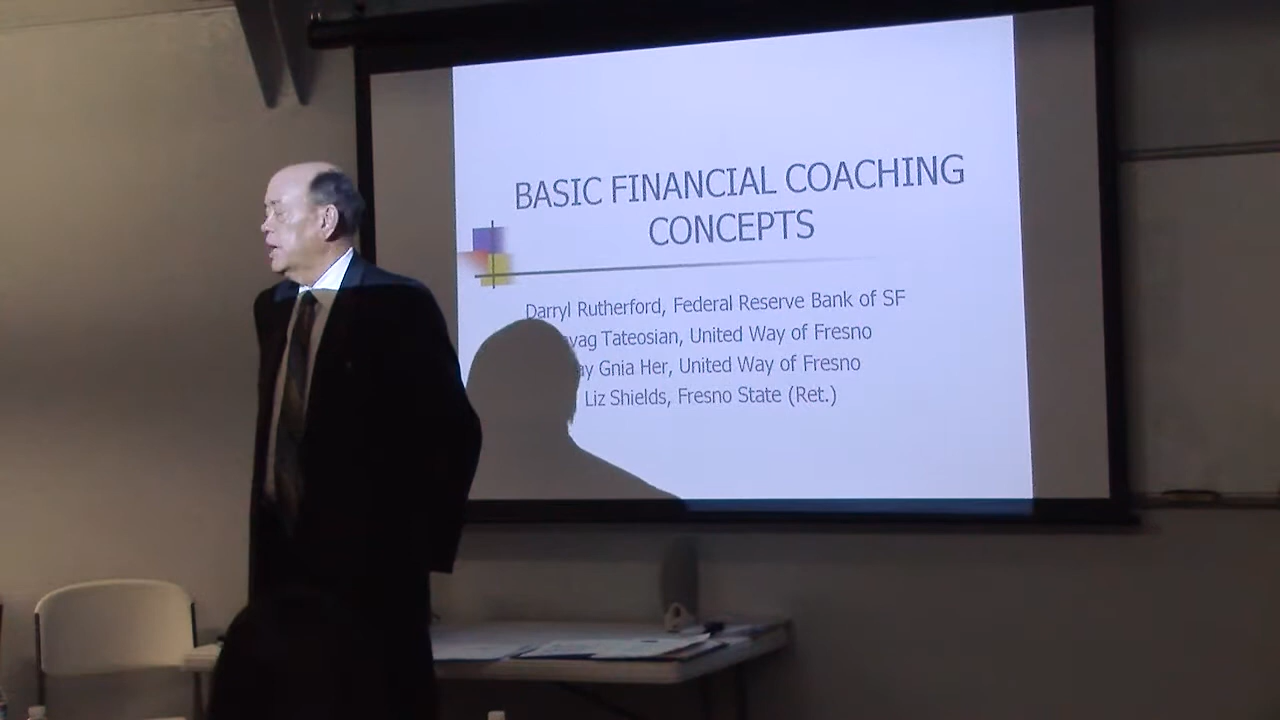 BASIC FINANCIAL COACHING
CONCEPTS
Darryl Rutherford, Federal Reserve Bank of SF
Tateosian, United Way of Fresno
Gnia Her, United Way of Fresno
Liz Shields, Fresno State (Ret.)